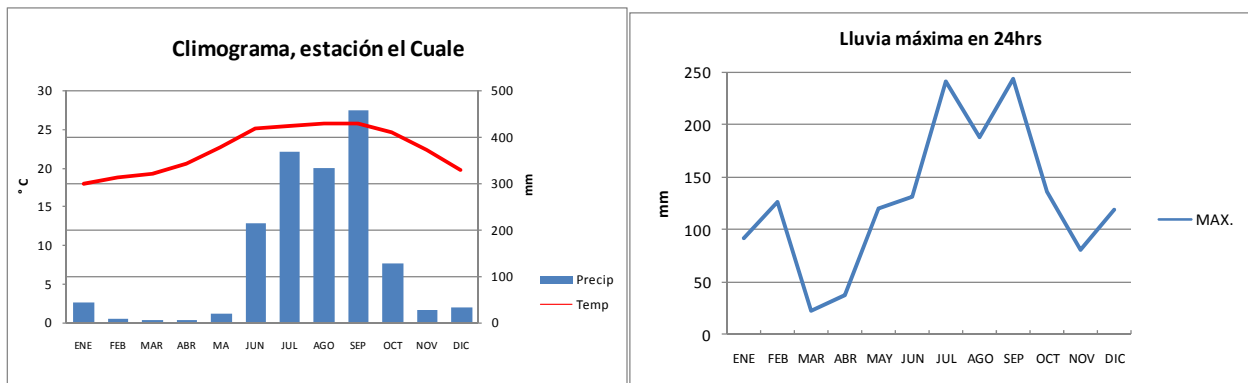 Climograma, estación el Cuale
30
25
20
15
10
5
0
° C
500
400
300
200
100
0
mm
Precip
Temp
ENE FEB MAR ABR MA JUN JUL AGO SEP OCT NOV DIC
Lluvia máxima en 24hrs
250
200
150
100
50
0
mm
MAX.
ENE FEB MAR ABR MAY JUN JUL AGO SEP OCT NOV DIC